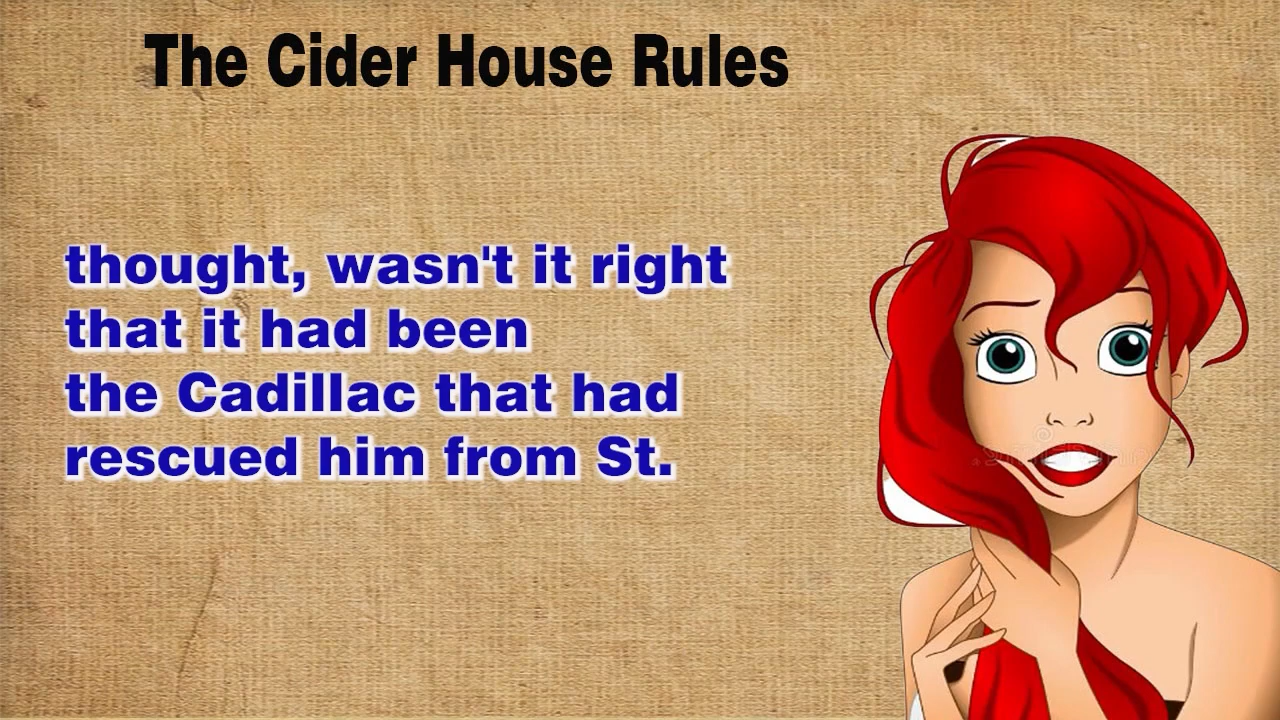 The Cider House Rules
thought, wasn't it right
that it had been
the Cadillac that had
rescued him from St.